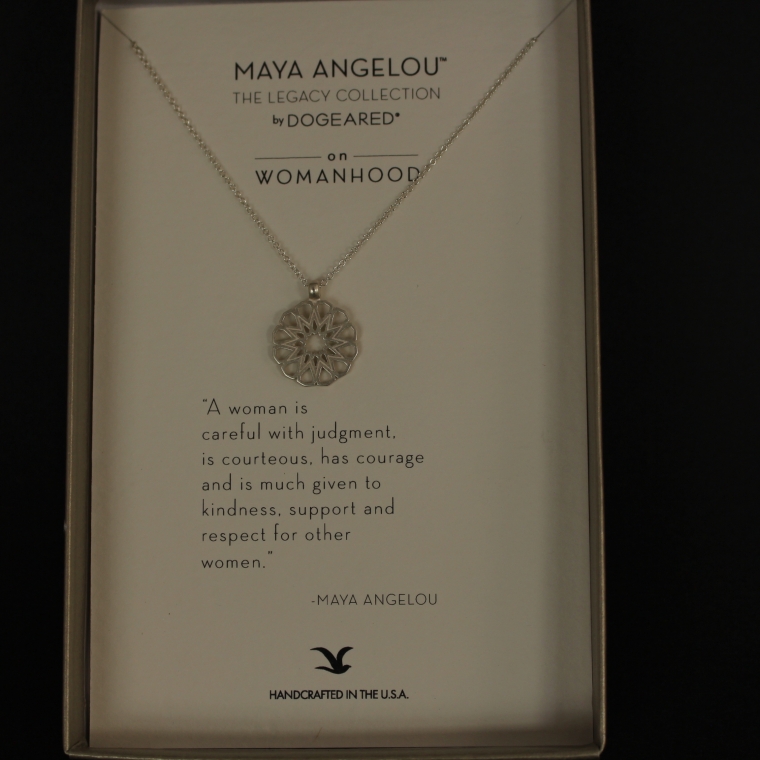 MAYA ANGELOU™
THE LEGACY COLLECTION
by DOGEARED®
on
WOMANHOOD
“A woman is
careful with judgment,
is courteous, has courage
and is much given to
kindness, support and
respect for other
women.”
-MAYA ANGELOU
HANDCRAFTED IN THE U.S.A.